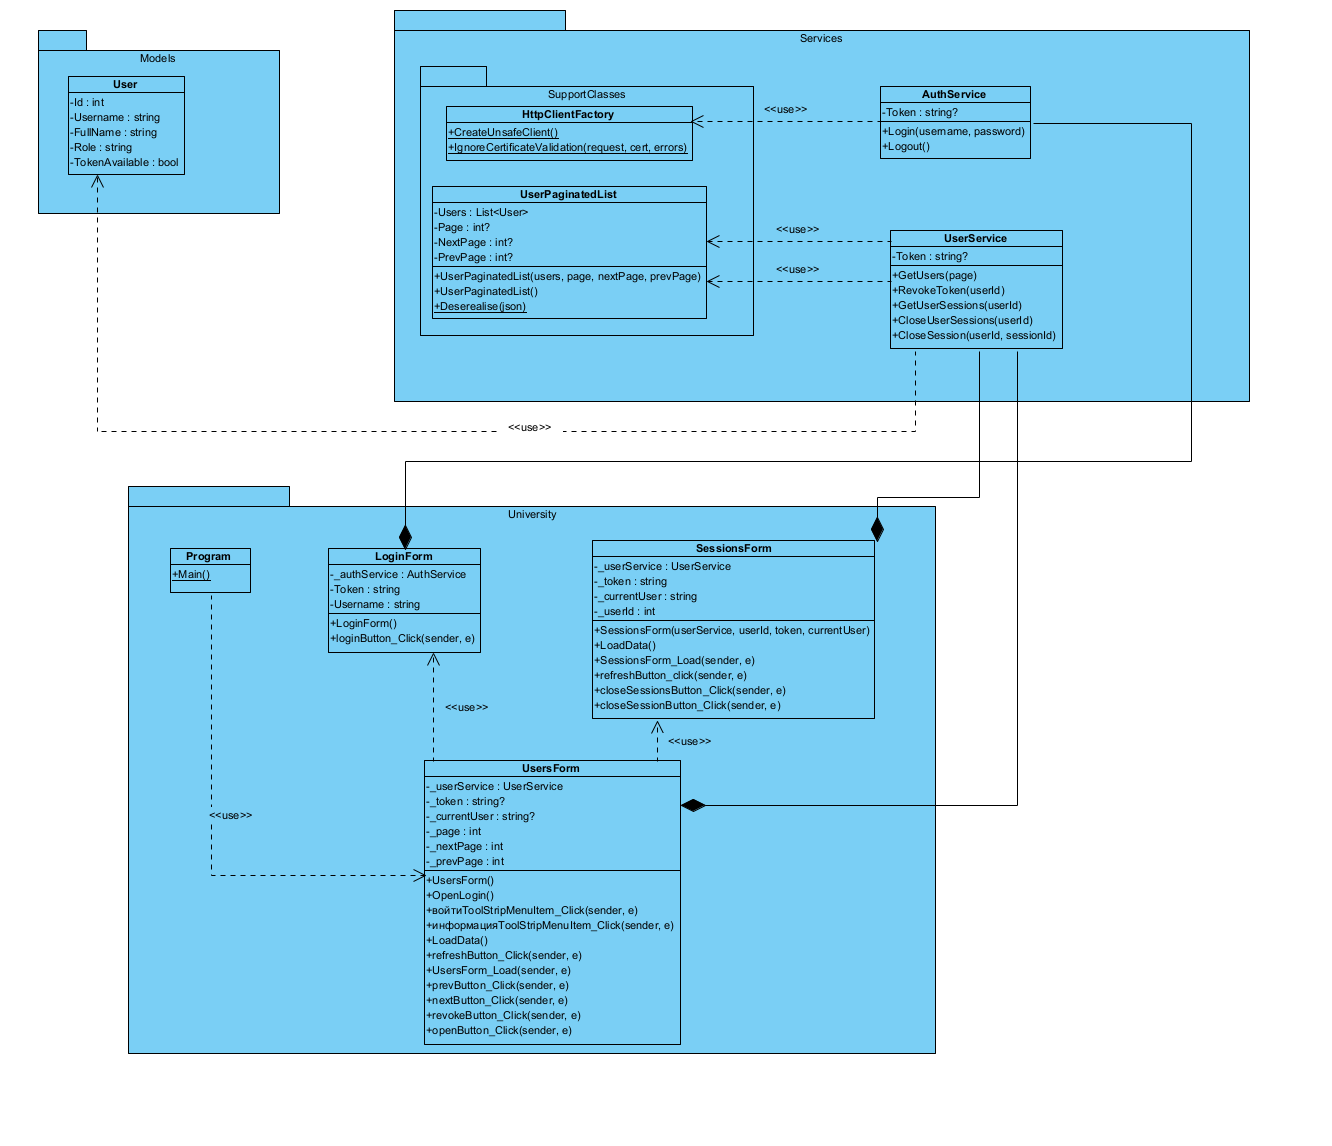 Models
User
-Id : int
-Username : string
-FullName : string
-Role : string
-TokenAvailable : bool
Services
SupportClasses
HttpClientFactory
+CreateUnsafeClient()
+IgnoreCertificateValidation(request, cert, errors)
<<use>>
AuthService
-Token : string?
+Login(username, password)
+Logout()
UserPaginatedList
-Users : List<User>
-Page : int?
-NextPage : int?
-PrevPage : int?
+UserPaginatedList(users, page, nextPage, prevPage)
+UserPaginatedList()
+Deserealise(json)
<<use>>
<<use>>
UserService
-Token : string?
+GetUsers(page)
+RevokeToken(userId)
+GetUserSessions(userId)
+CloseUserSessions(userId)
+CloseSession(userId, sessionId)
<<use>>
University
Program
+Main()
LoginForm
-_authService : AuthService
-Token : string
-Username : string
+LoginForm()
+loginButton_Click(sender, e)
SessionsForm
-_userService : UserService
-_token : string
-_currentUser : string
-_userId : int
+SessionsForm(userService, userId, token, currentUser)
+LoadData()
+SessionsForm_Load(sender, e)
+refreshButton_click(sender, e)
+closeSessionsButton_Click(sender, e)
+closeSessionButton_Click(sender, e)
<<use>>
<<use>>
<<use>>
UsersForm
-_userService : UserService
-_token : string?
-_currentUser : string?
-_page : int
-_nextPage : int
-_prevPage : int
+UsersForm()
+OpenLogin()
+войтиToolStripMenuItem_Click(sender, e)
+информацияToolStripMenuItem_Click(sender, e)
+LoadData()
+refreshButton_Click(sender, e)
+UsersForm_Load(sender, e)
+prevButton_Click(sender, e)
+nextButton_Click(sender, e)
+revokeButton_Click(sender, e)
+openButton_Click(sender, e)